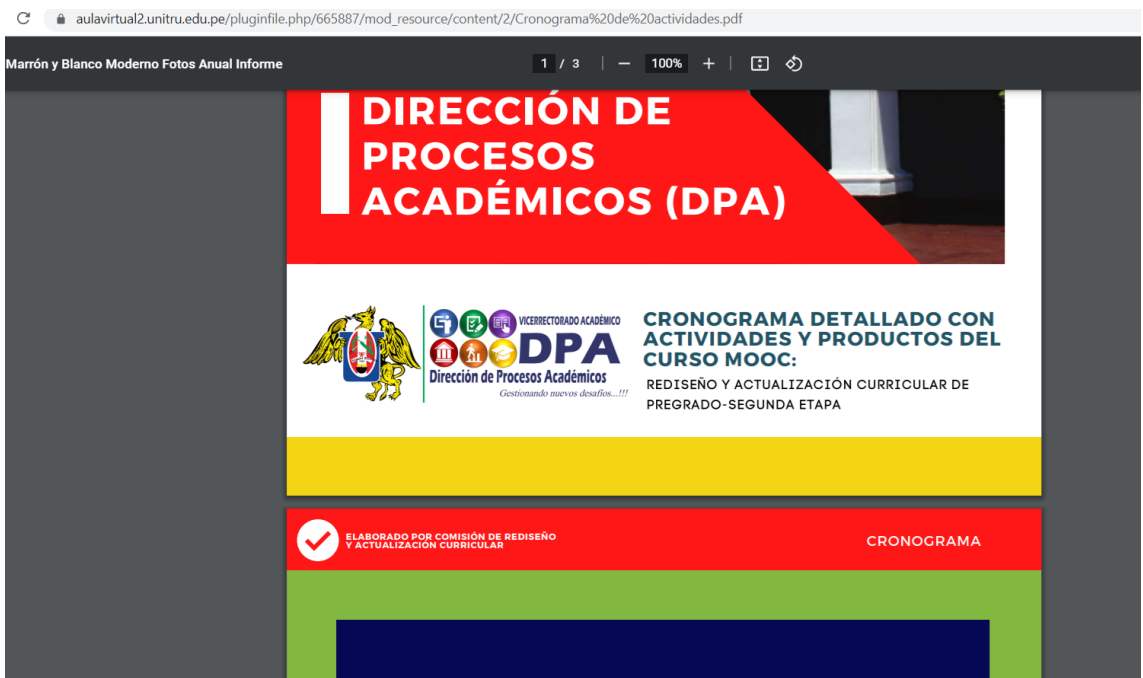 aulavirtual2.unitru.edu.pe/pluginfile.php/665887/mod_resource/content/2/Cronograma%20de%20actividades.pdf
Marrón y Blanco Moderno Fotos Anual Informe
1 / 3 | − 100% + |
DIRECCIÓN DE
PROCESOS
ACADÉMICOS (DPA)
VICERRECTORADO ACADÉMICO
DPA
Dirección de Procesos Académicos
Gestionando nuevos desafíos...!!!
CRONOGRAMA DETALLADO CON
ACTIVIDADES Y PRODUCTOS DEL
CURSO MOOC:
REDISEÑO Y ACTUALIZACIÓN CURRICULAR DE
PREGRADO-SEGUNDA ETAPA
ELABORADO POR COMISIÓN DE REDISEÑO
Y ACTUALIZACIÓN CURRICULAR
CRONOGRAMA